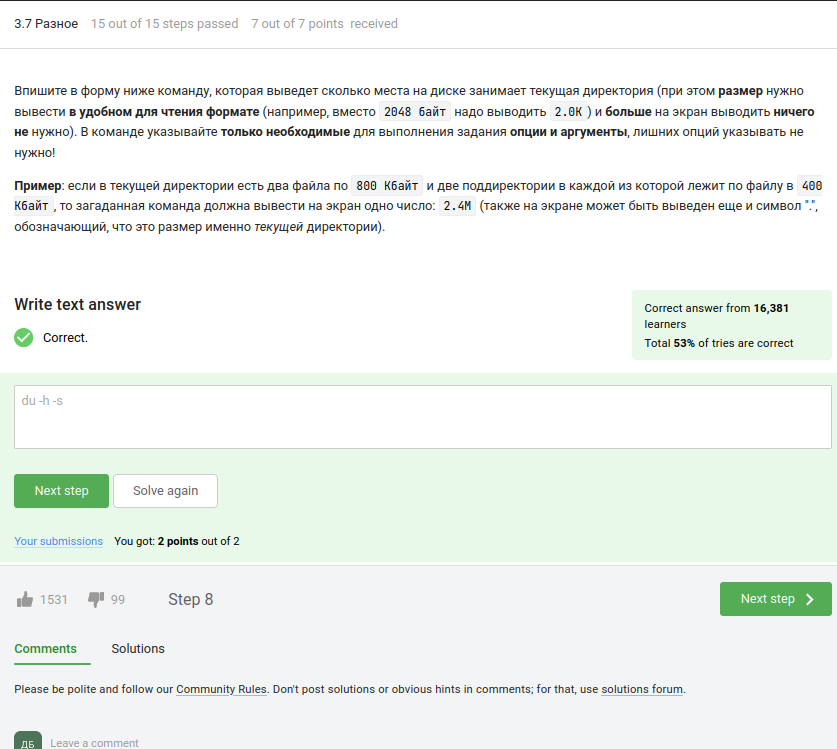 3.7 Разное 15 out of 15 steps passed 7 out of 7 points received
Впишите в форму ниже команду, которая выведет сколько места на диске занимает текущая директория (при этом размер нужно
вывести в удобном для чтения формате (например, вместо 2048 байт надо выводить 2.0K ) и больше на экран выводить ничего
не нужно). В команде указывайте только необходимые для выполнения задания опции и аргументы, лишних опций указывать не
нужно!
Пример: если в текущей директории есть два файла по 800 Кбайт и две поддиректории в каждой из которой лежит по файлу в 400
Кбайт , то загаданная команда должна вывести на экран одно число: 2.4M (также на экране может быть выведен еще и символ ".",
обозначающий, что это размер именно текущей директории).
Write text answer
Correct.
Correct answer from 16,381
learners
Total 53% of tries are correct
du -h -s
Next step Solve again
Your submissions You got: 2 points out of 2
1531 99 Step 8 Next step
Comments Solutions
Please be polite and follow our Community Rules. Don't post solutions or obvious hints in comments; for that, use solutions forum.
ДБ Leave a comment